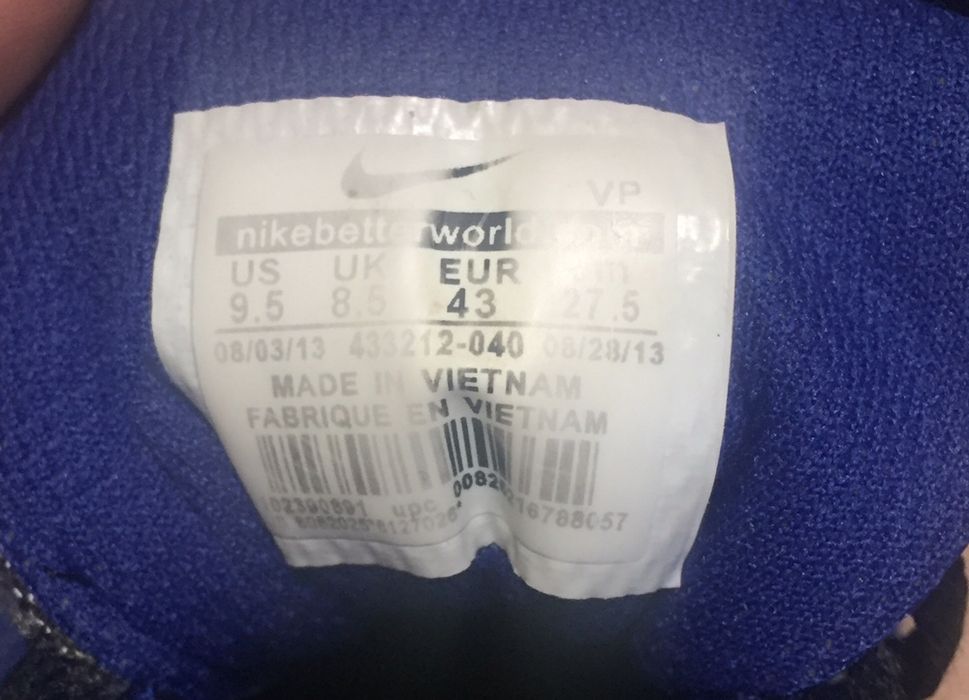 VP
nikebetterworld.com
US UK EUR cm
9.5 8.5 43 27.5
08/03/13 433212-040 08/28/13
MADE IN VIETNAM
FABRIQUE EN VIETNAM
upc